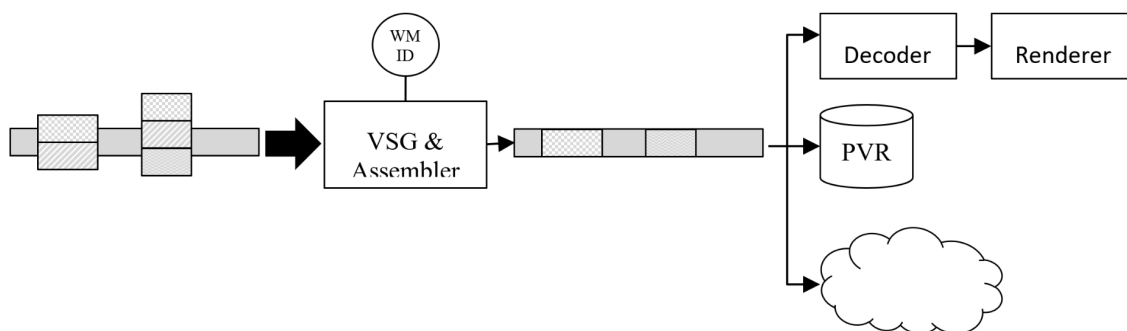 WM
ID
VSG &
Assembler
Decoder
Renderer
PVR